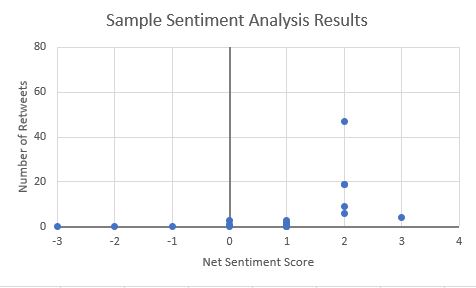 Sample Sentiment Analysis Results
80
60
40
20
0
Number of Retweets
-3 -2 -1 0 1 2 3 4
Net Sentiment Score